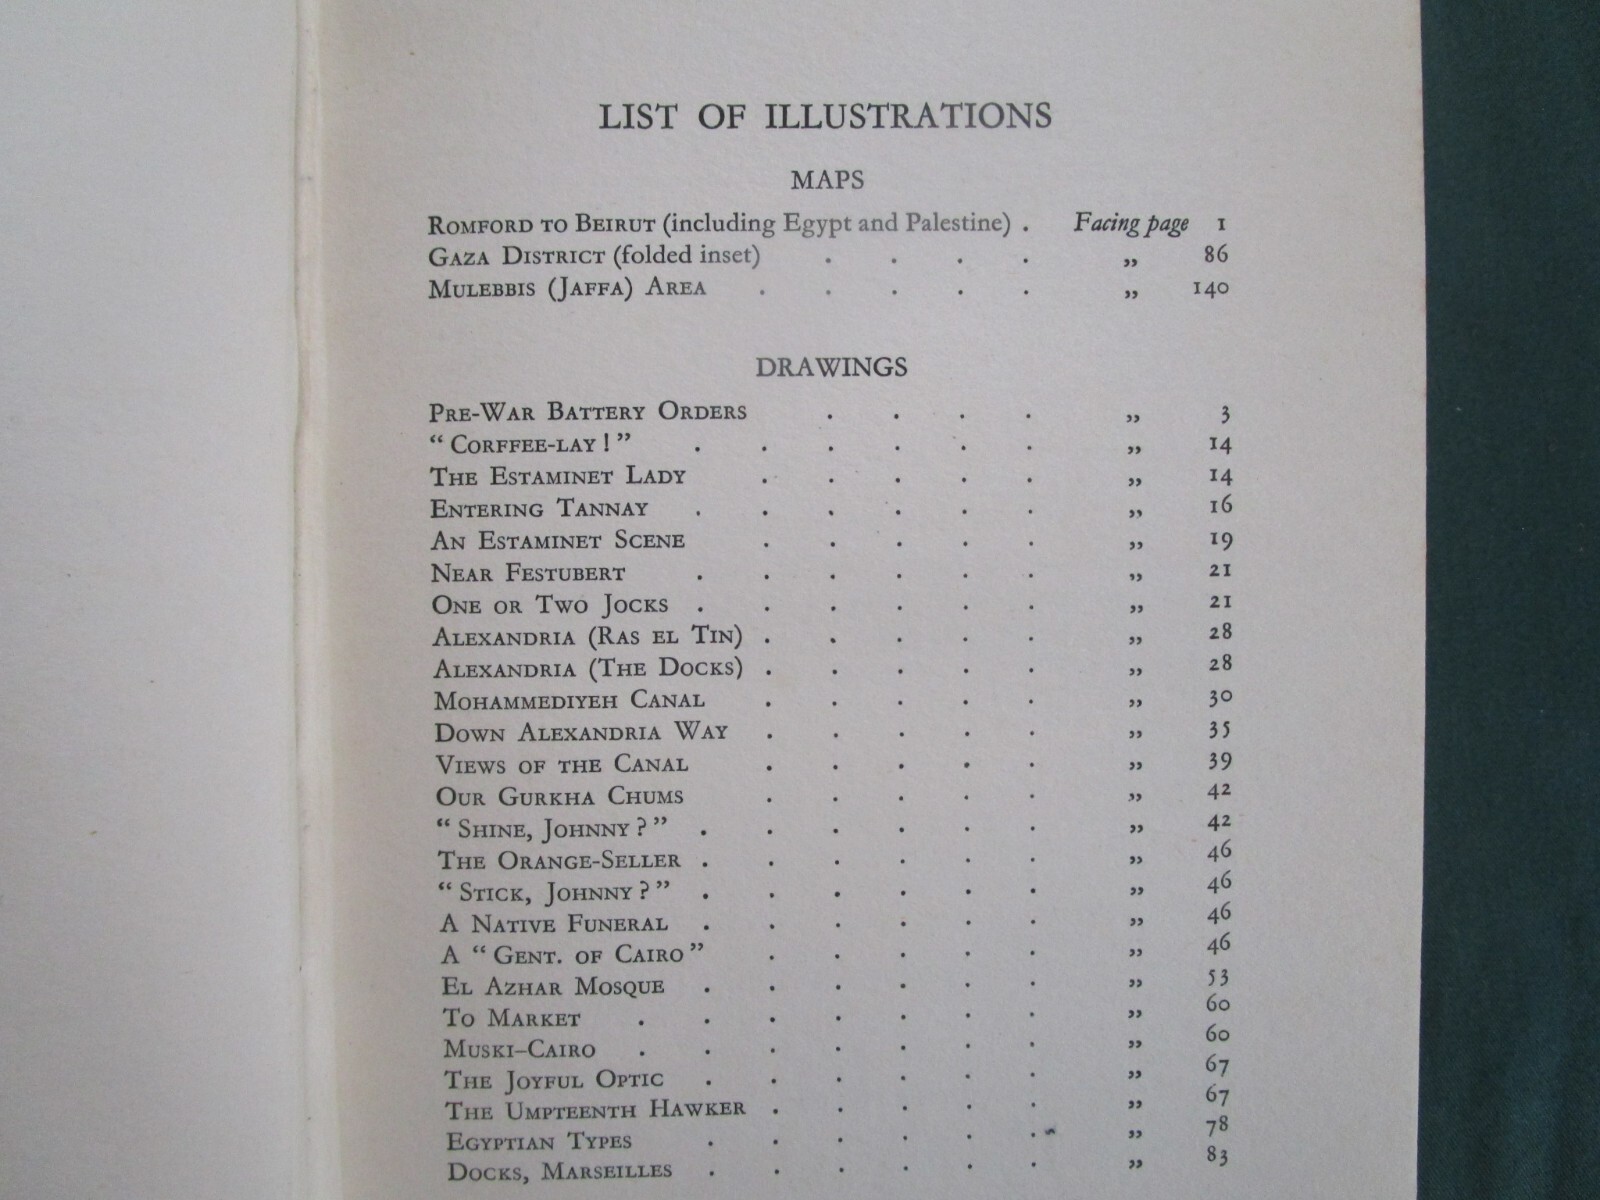 LIST OF ILLUSTRATIONS
MAPS
ROMFORD TO BEIRUT (including Egypt and Palestine) . Facing page 1
GAZA DISTRICT (folded inset) . . . . ,, 86
MULEBBIS (JAFFA) AREA . . . . . ,, 140
DRAWINGS
PRE-WAR BATTERY ORDERS . . . . ,, 3
“CORFFEE-LAY!” . . . . . . ,, 14
THE ESTAMINET LADY . . . . . ,, 14
ENTERING TANNAY . . . . . . ,, 16
AN ESTAMINET SCENE . . . . . ,, 19
NEAR FESTUBERT . . . . . . ,, 21
ONE OR TWO JOCKS . . . . . . ,, 21
ALEXANDRIA (RAS EL TIN) . . . . . ,, 28
ALEXANDRIA (THE DOCKS) . . . . . ,, 28
MOHAMMEDIYEH CANAL . . . . . ,, 30
DOWN ALEXANDRIA WAY . . . . . ,, 35
VIEWS OF THE CANAL . . . . . ,, 39
OUR GURKHA CHUMS . . . . . ,, 42
“SHINE, JOHNNY?” . . . . . . ,, 42
THE ORANGE-SELLER . . . . . . ,, 46
“STICK, JOHNNY?” . . . . . . ,, 46
A NATIVE FUNERAL . . . . . . ,, 46
A “GENT. OF CAIRO” . . . . . ,, 46
EL AZHAR MOSQUE . . . . . . ,, 53
TO MARKET . . . . . . . ,, 60
MUSKI–CAIRO . . . . . . . ,, 60
THE JOYFUL OPTIC . . . . . . ,, 67
THE UMPTEENTH HAWKER . . . . . ,, 67
EGYPTIAN TYPES . . . . . . ,, 78
DOCKS, MARSEILLES . . . . . . ,, 83